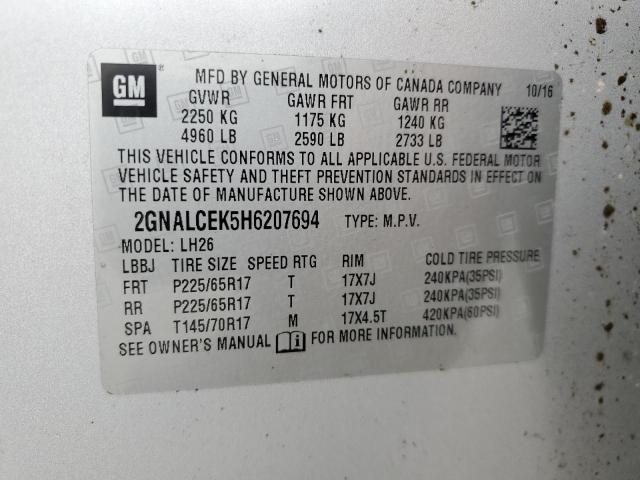 GM
MFD BY GENERAL MOTORS OF CANADA COMPANY 10/16
GVWR GAWR FRT GAWR RR
2250 KG 1175 KG 1240 KG
4960 LB 2590 LB 2733 LB
THIS VEHICLE CONFORMS TO ALL APPLICABLE U.S. FEDERAL MOTOR
VEHICLE SAFETY AND THEFT PREVENTION STANDARDS IN EFFECT ON
THE DATE OF MANUFACTURE SHOWN ABOVE.
2GNALCEK5H6207694 TYPE: M.P.V.
MODEL: LH26
LBBJ TIRE SIZE SPEED RTG RIM COLD TIRE PRESSURE
FRT P225/65R17 T 17X7J 240KPA(35PSI)
RR P225/65R17 T 17X7J 240KPA(35PSI)
SPA T145/70R17 M 17X4.5T 420KPA(60PSI)
SEE OWNER'S MANUAL FOR MORE INFORMATION.